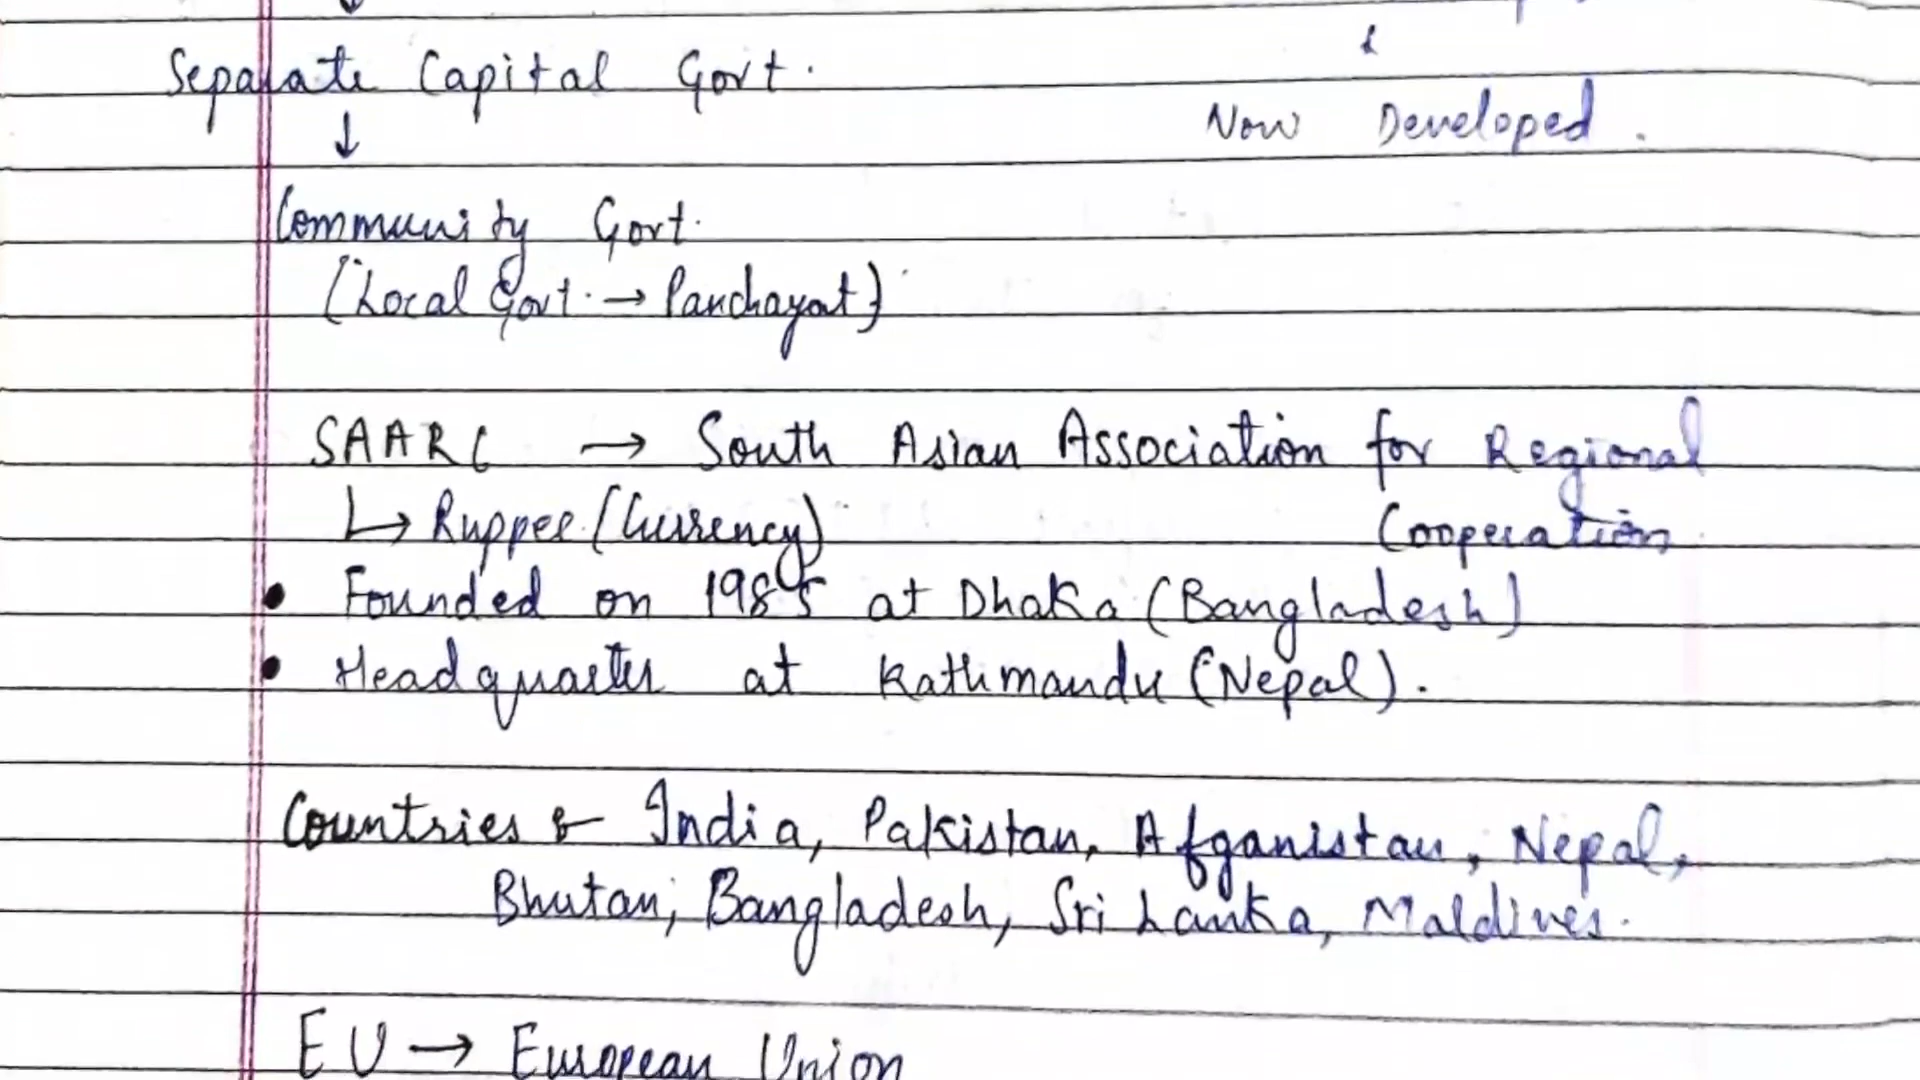 Separate Capital Govt.
↓
&
Now Developed.
Community Govt.
(Local Govt. → Panchayat)
SAARC → South Asian Association for Regional
Cooperation
↳ Ruppee (Currency)
• Founded on 1985 at Dhaka (Bangladesh)
• Headquarter at Kathmandu (Nepal).
Countries :- India, Pakistan, Afganistan, Nepal,
Bhutan, Bangladesh, Sri Lanka, Maldives.
EU → European Union